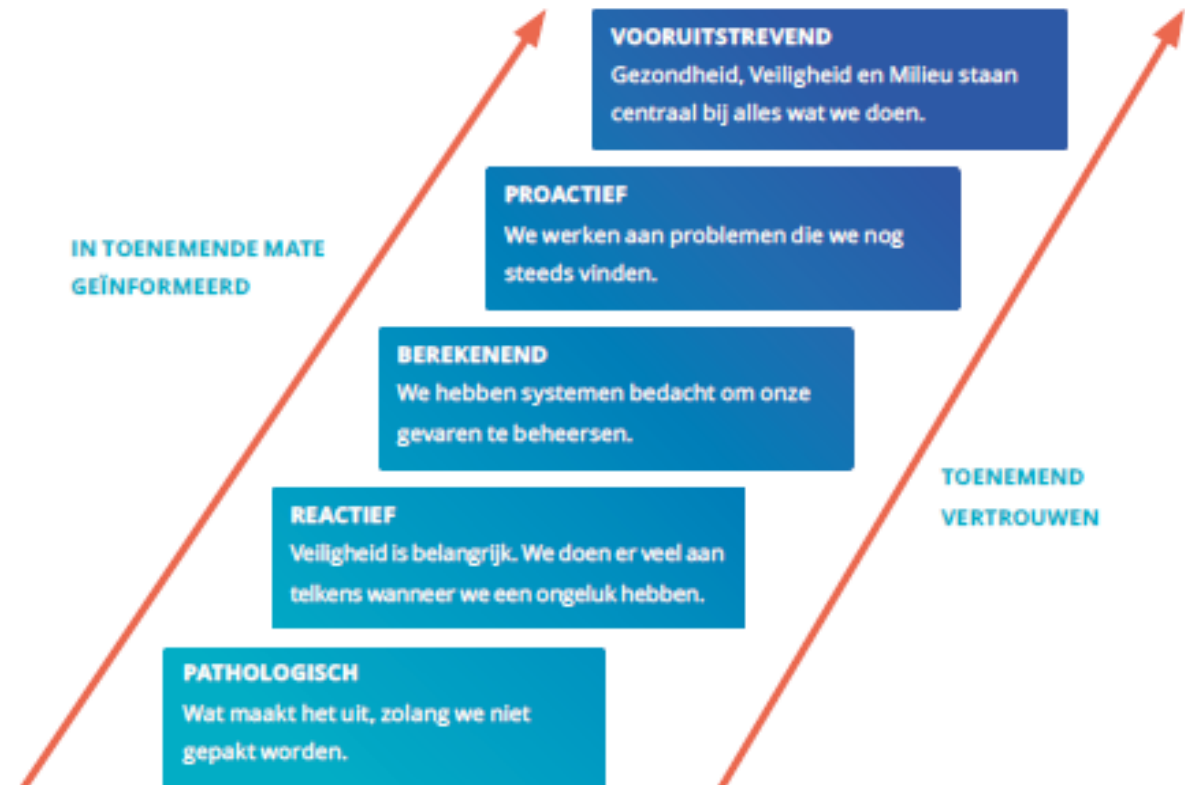 VOORUITSTREVEND
Gezondheid, Veiligheid en Milieu staan
centraal bij alles wat we doen.
PROACTIEF
We werken aan problemen die we nog
steeds vinden.
IN TOENEMENDE MATE
GEÏNFORMEERD
BEREKENEND
We hebben systemen bedacht om onze
gevaren te beheersen.
TOENEMEND
VERTROUWEN
REACTIEF
Veiligheid is belangrijk. We doen er veel aan
telkens wanneer we een ongeluk hebben.
PATHOLOGISCH
Wat maakt het uit, zolang we niet
gepakt worden.